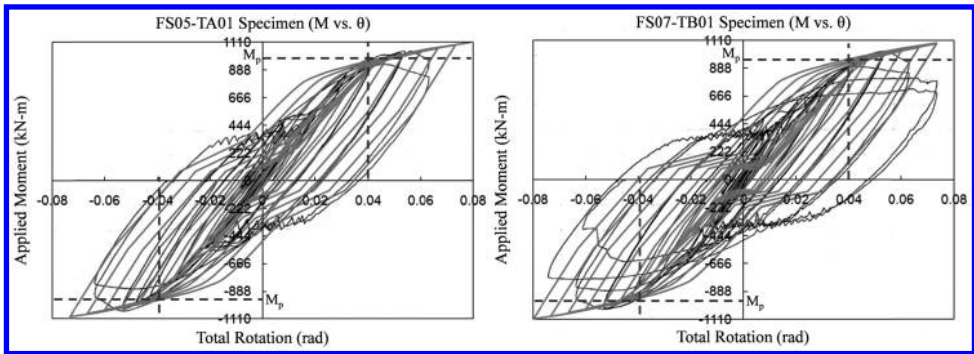 FS05-TA01 Specimen (M vs. θ)
1110
Mp
888
666
444
222
-0.08 -0.06 -0.04 -0.02 0 0.02 0.04 0.06 0.08
-222
-444
-666
-888
Mp
-1110
Applied Moment (kN-m)
Total Rotation (rad)
FS07-TB01 Specimen (M vs. θ)
1110
Mp
888
666
444
222
-0.08 -0.06 -0.04 -0.02 0 0.02 0.04 0.06 0.08
-222
-444
-666
-888
Mp
-1110
Applied Moment (kN-m)
Total Rotation (rad)